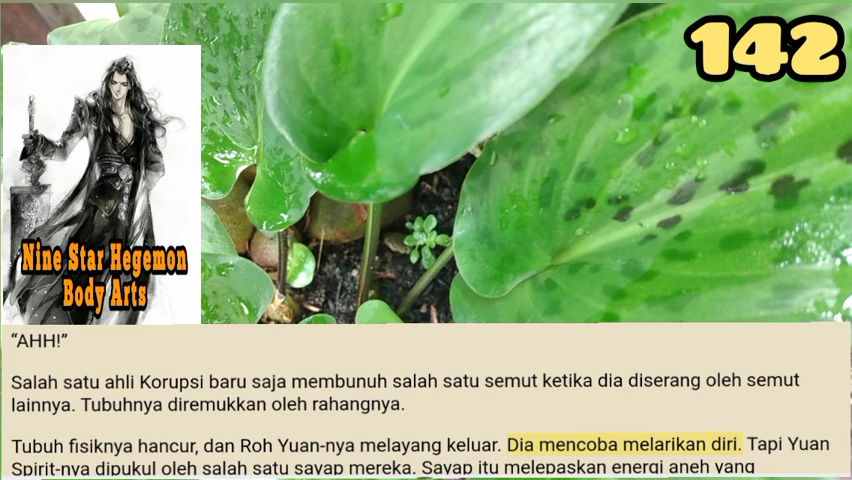 142
Nine Star Hegemon
Body Arts
“AHH!”
Salah satu ahli Korupsi baru saja membunuh salah satu semut ketika dia diserang oleh semut
lainnya. Tubuhnya diremukkan oleh rahangnya.
Tubuh fisiknya hancur, dan Roh Yuan-nya melayang keluar. Dia mencoba melarikan diri. Tapi Yuan
Spirit-nya dipukul oleh salah satu sayap mereka. Sayap itu melepaskan energi aneh yang